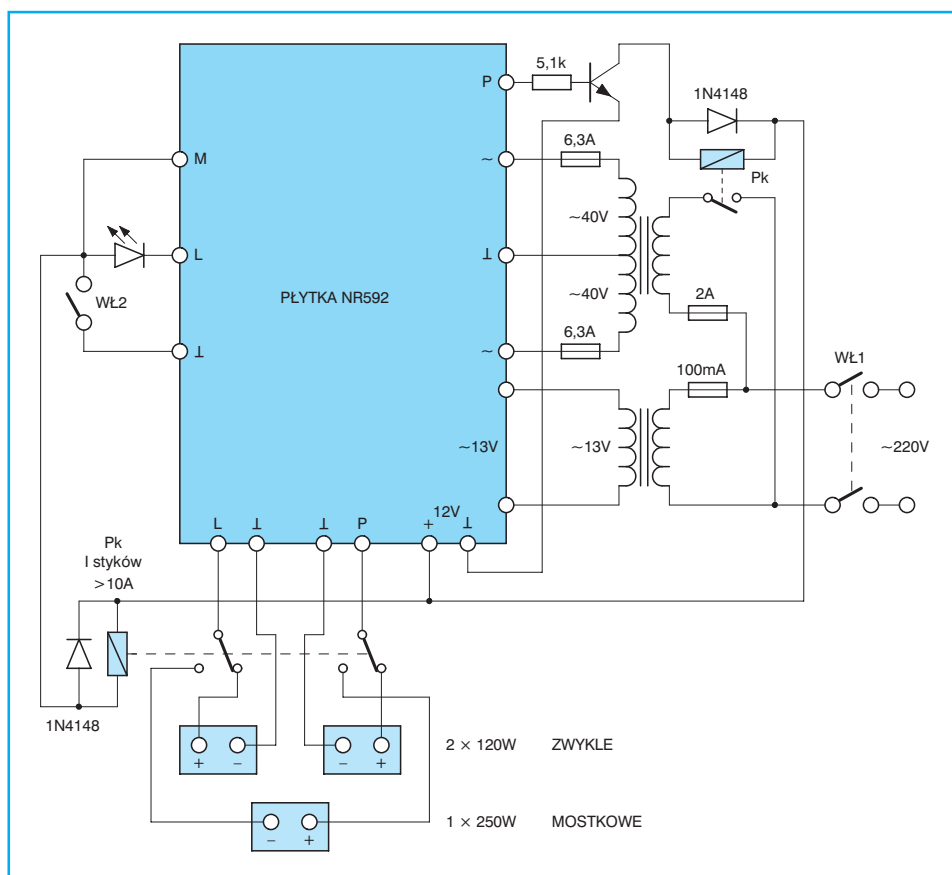 5,1k
P
1N4148
6,3A
M
~
Pk
~40V
L
⊥
PŁYTKA NR592
2A
WŁ2
~40V
6,3A
⊥
~
WŁ1
100mA
~13V
~13V
~220V
12V
L
⊥
⊥
P
+
⊥
Pk
I styków
>10A
1N4148
+
−
−
+
2 × 120W ZWYKLE
−
+
1 × 250W MOSTKOWE